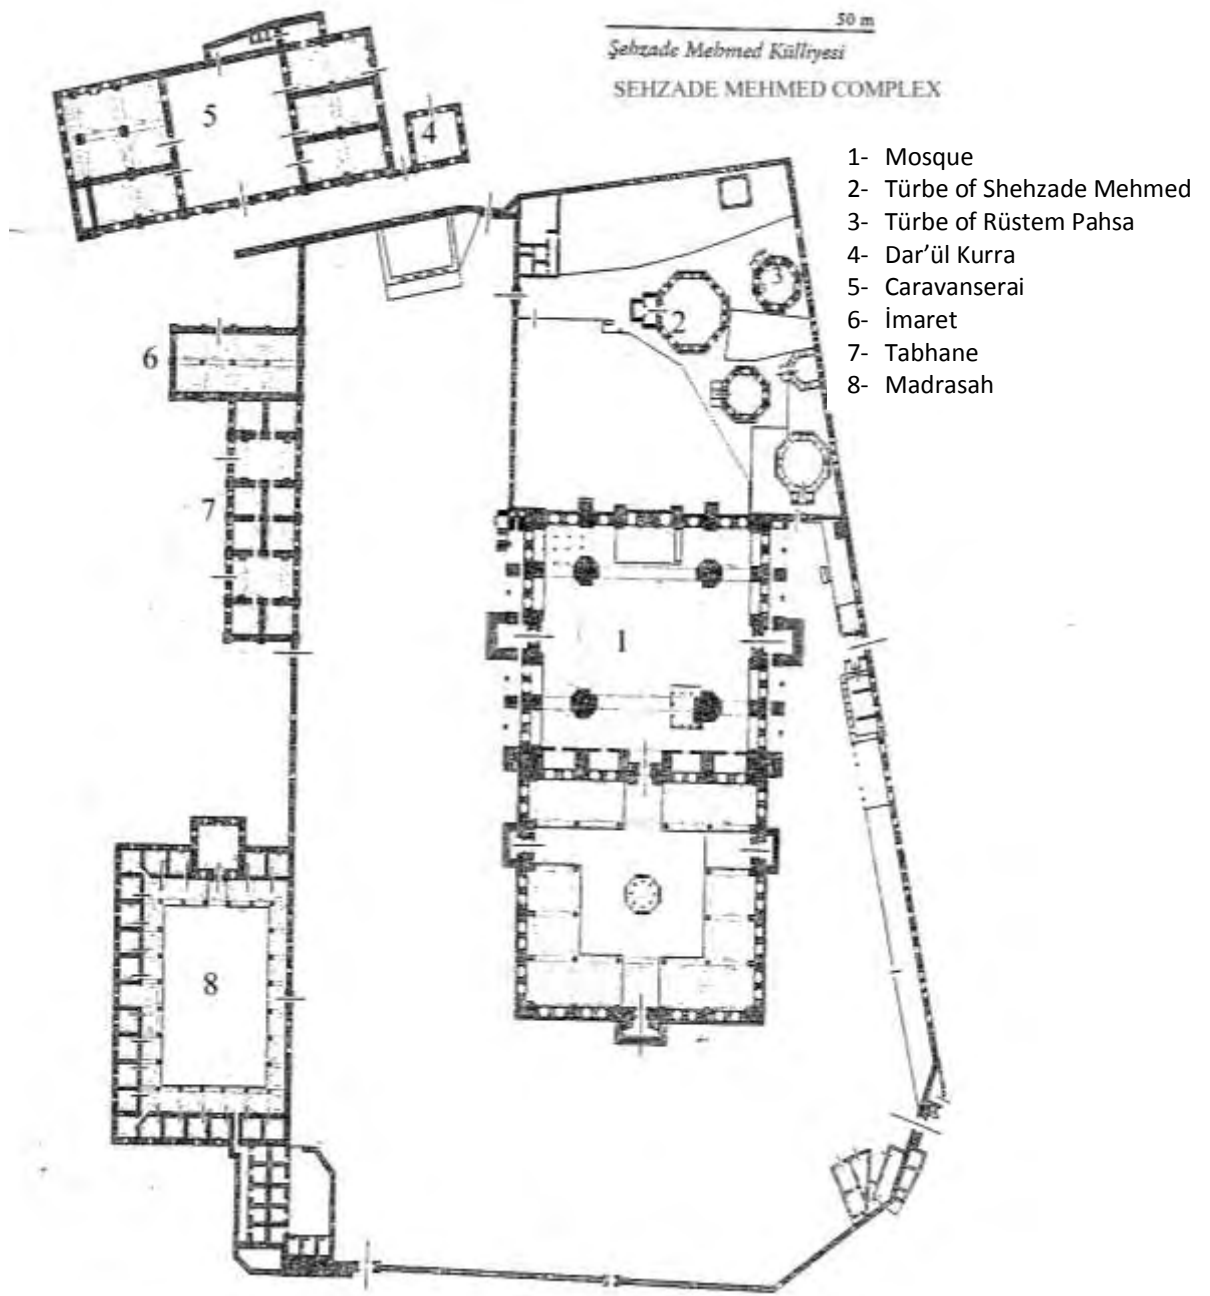 50 m
Şehzade Mehmed Külliyesi
SEHZADE MEHMED COMPLEX
1- Mosque
2- Türbe of Shehzade Mehmed
3- Türbe of Rüstem Pahsa
4- Dar’ül Kurra
5- Caravanserai
6- İmaret
7- Tabhane
8- Madrasah
5
4
3
2
6
7
1
8